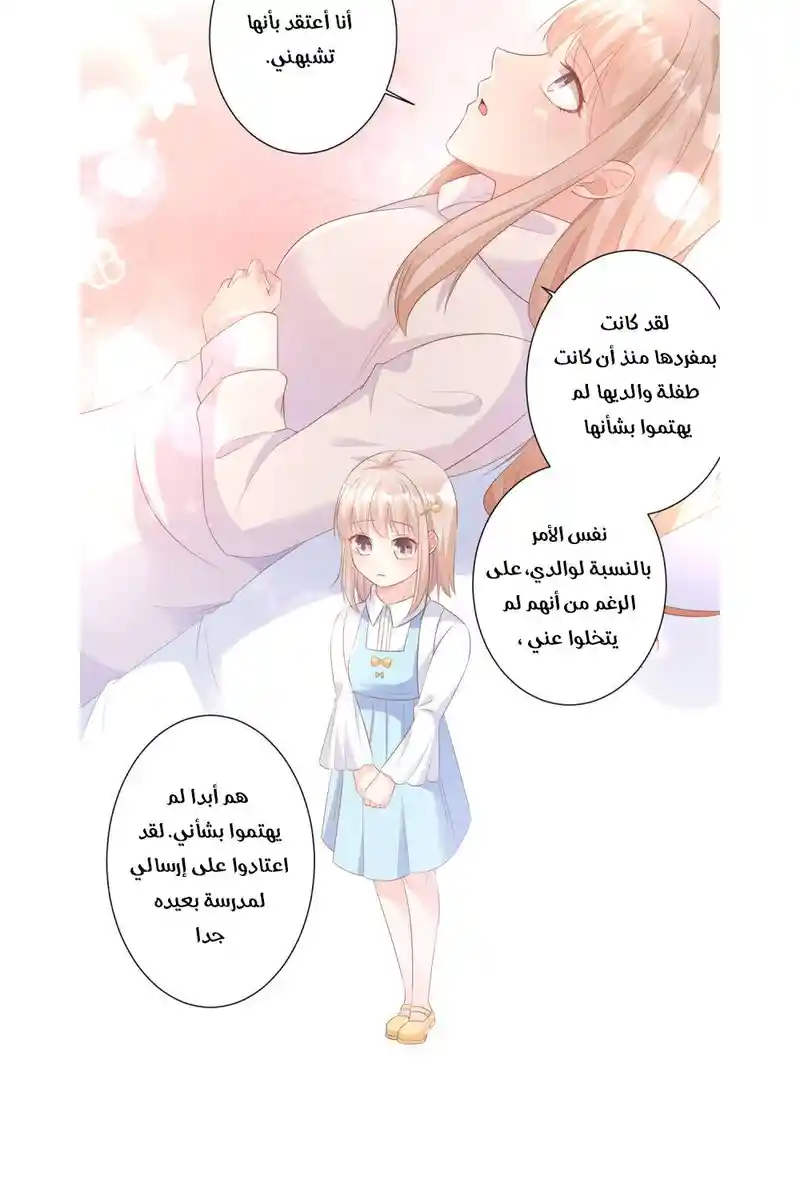 أنا أعتقد بأنها
تشبهني.
لقد كانت
بمفردها منذ أن كانت
طفلة والديها لم
يهتموا بشأنها
نفس الأمر
بالنسبة لوالدي، على
الرغم من أنهم لم
يتخلوا عني ،
هم أبدا لم
يهتموا بشأني. لقد
اعتادوا على إرسالي
لمدرسة بعيده
جدا